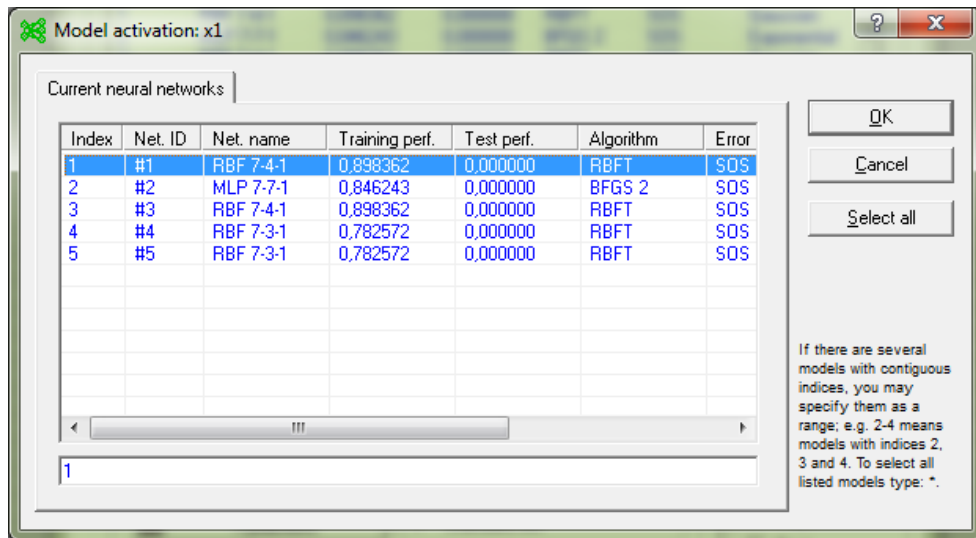 Model activation: x1
Current neural networks
Index Net. ID Net. name Training perf. Test perf. Algorithm Error
1 #1 RBF 7-4-1 0,898362 0,000000 RBFT SOS
2 #2 MLP 7-7-1 0,846243 0,000000 BFGS 2 SOS
3 #3 RBF 7-4-1 0,898362 0,000000 RBFT SOS
4 #4 RBF 7-3-1 0,782572 0,000000 RBFT SOS
5 #5 RBF 7-3-1 0,782572 0,000000 RBFT SOS
1
OK
Cancel
Select all
If there are several
models with contiguous
indices, you may
specify them as a
range; e.g. 2-4 means
models with indices 2,
3 and 4. To select all
listed models type: *.